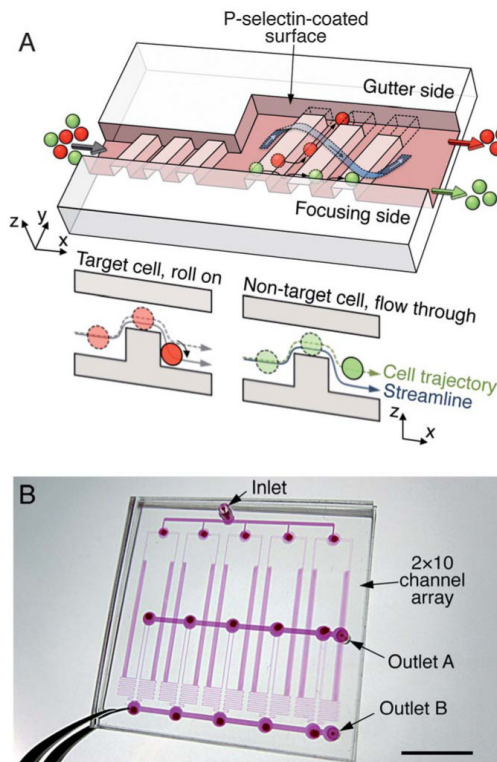 A
P-selectin-coated
surface
Gutter side
Focusing side
z
y
x
Target cell, roll on
Non-target cell, flow through
Cell trajectory
Streamline
z
x
B
Inlet
2×10
channel
array
Outlet A
Outlet B